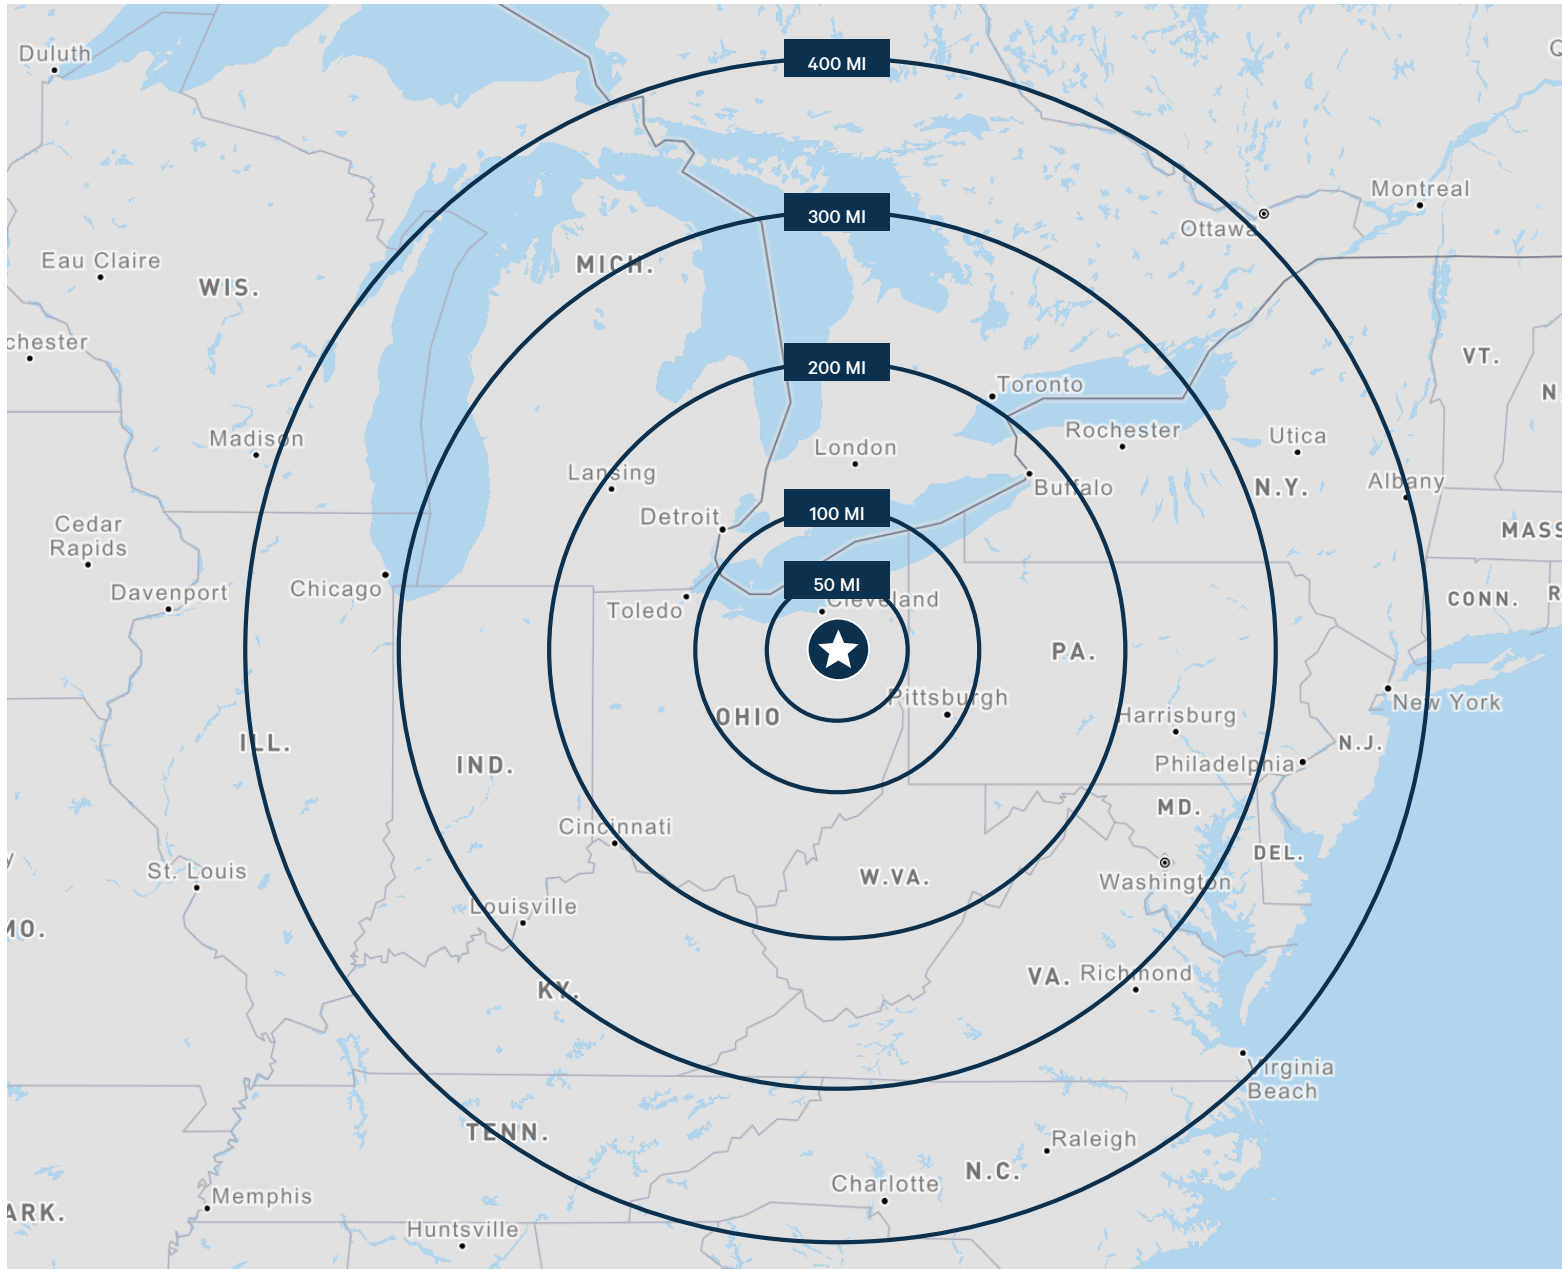 Duluth
400 MI
Q
Montreal
300 MI
Ottawa
Eau Claire
MICH.
WIS.
chester
VT.
200 MI
Toronto
N.
Madison
London
Rochester
Utica
Lansing
Buffalo
N.Y.
Albany
Detroit
100 MI
Cedar
Rapids
MASS
50 MI
Chicago
Davenport
Toledo
Cleveland
CONN.
R
PA.
Pittsburgh
New York
OHIO
Harrisburg
ILL.
N.J.
IND.
Philadelphia
MD.
Cincinnati
DEL.
y
St. Louis
W.VA.
Washington
Louisville
MO.
VA.
Richmond
KY.
Virginia
Beach
TENN.
Raleigh
N.C.
Charlotte
Memphis
ARK.
Huntsville